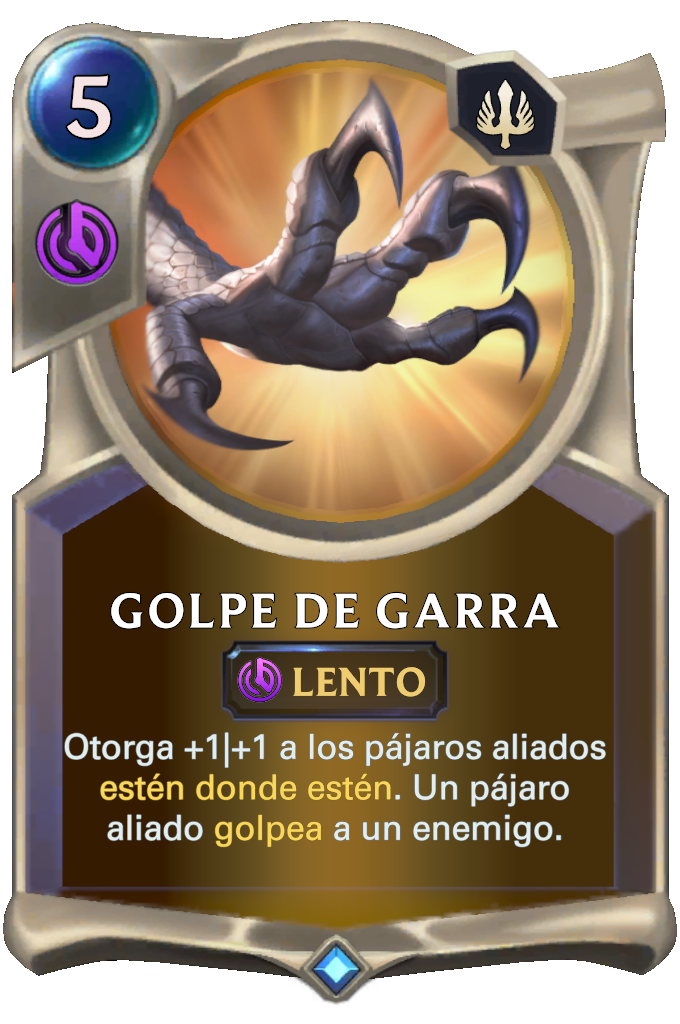 5
GOLPE DE GARRA
LENTO
Otorga +1|+1 a los pájaros aliados
estén donde estén. Un pájaro
aliado golpea a un enemigo.